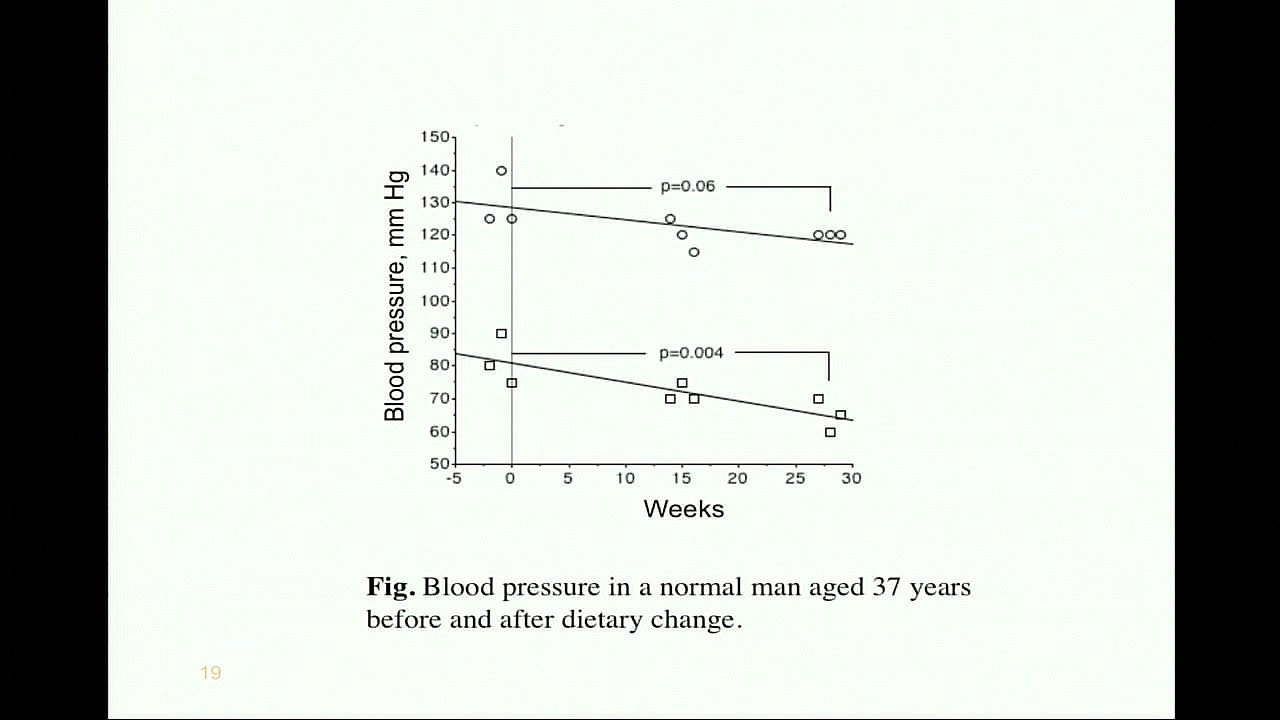 150
140
130
120
110
100
90
80
70
60
50
Blood pressure, mm Hg
p=0.06
p=0.004
-5 0 5 10 15 20 25 30
Weeks
Fig. Blood pressure in a normal man aged 37 years
before and after dietary change.
19